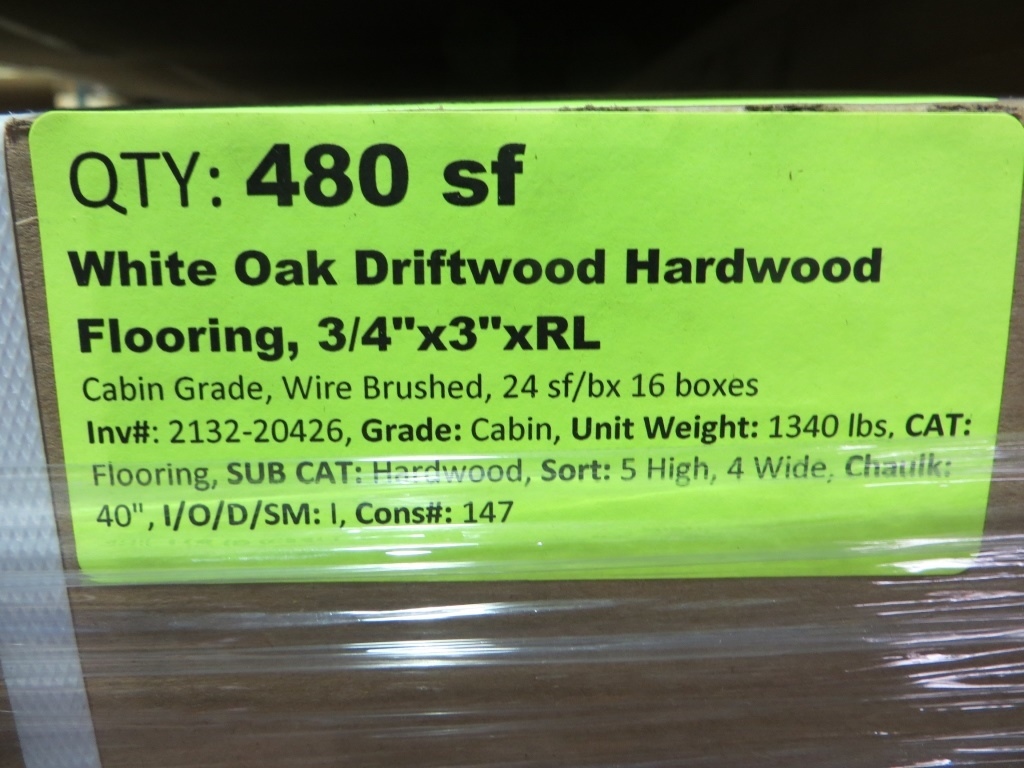 QTY: 480 sf
White Oak Driftwood Hardwood
Flooring, 3/4"x3"xRL
Cabin Grade, Wire Brushed, 24 sf/bx 16 boxes
Inv#: 2132-20426, Grade: Cabin, Unit Weight: 1340 lbs, CAT:
Flooring, SUB CAT: Hardwood, Sort: 5 High, 4 Wide, Chaulk:
40", I/O/D/SM: I, Cons#: 147